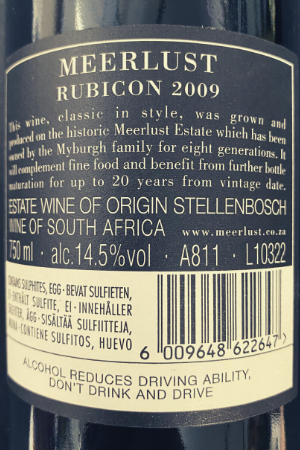 MEERLUST
RUBICON 2009
This wine, classic in style, was grown and
produced on the historic Meerlust Estate which has been
owned by the Myburgh family for eight generations. It
will complement fine food and benefit from further bottle
maturation for up to 20 years from vintage date.
ESTATE WINE OF ORIGIN STELLENBOSCH
WINE OF SOUTH AFRICA www.meerlust.co.za
750 ml · alc.14.5%vol · A811 · L10322
CONTAINS SULPHITES, EGG · BEVAT SULFIETEN,
EI · ENTHÄLT SULFITE, EI · INNEHÅLLER
ÄGG · SISÄLTÄÄ SULFIITTEJA,
CONTIENE SULFITOS, HUEVO
6 009648 622647 >
ALCOHOL REDUCES DRIVING ABILITY,
DON'T DRINK AND DRIVE